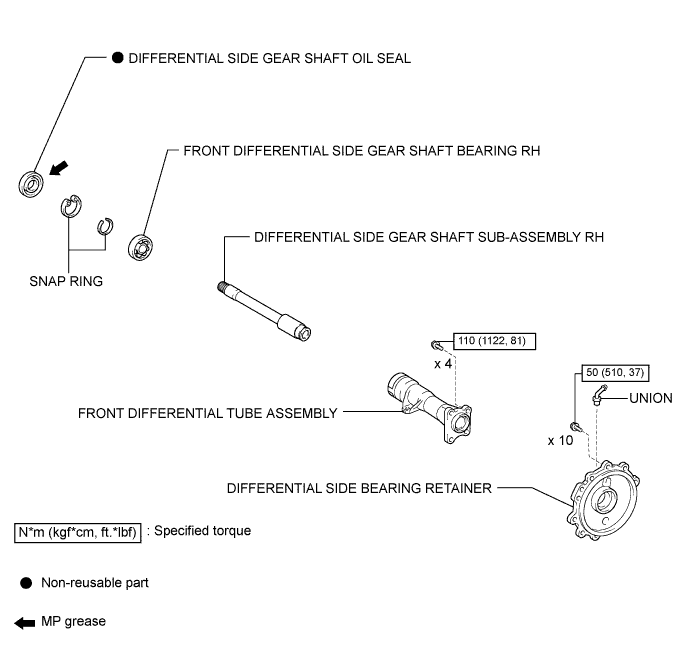 DIFFERENTIAL SIDE GEAR SHAFT OIL SEAL
FRONT DIFFERENTIAL SIDE GEAR SHAFT BEARING RH
DIFFERENTIAL SIDE GEAR SHAFT SUB-ASSEMBLY RH
SNAP RING
110 (1122, 81)
x 4
50 (510, 37)
UNION
FRONT DIFFERENTIAL TUBE ASSEMBLY
x 10
DIFFERENTIAL SIDE BEARING RETAINER
N*m (kgf*cm, ft.*lbf) : Specified torque
Non-reusable part
MP grease